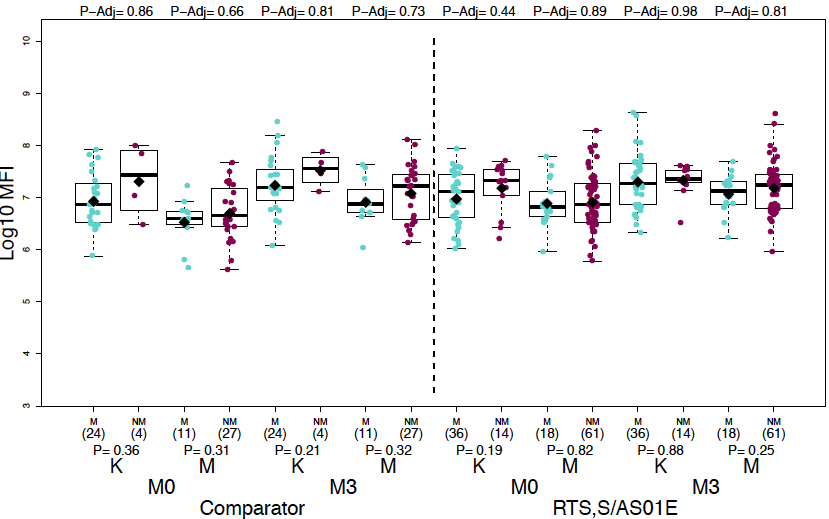 P−Adj= 0.86 P−Adj= 0.66 P−Adj= 0.81 P−Adj= 0.73 P−Adj= 0.44 P−Adj= 0.89 P−Adj= 0.98 P−Adj= 0.81
Log10 MFI
10
9
8
7
6
5
4
3
M NM M NM M NM M NM M NM M NM M NM M NM
(24) (4) (11) (27) (24) (4) (11) (27) (36) (14) (18) (61) (36) (14) (18) (61)
P= 0.36 P= 0.31 P= 0.21 P= 0.32 P= 0.19 P= 0.82 P= 0.88 P= 0.25
K M K M K M K M
M0 M3 M0 M3
Comparator RTS,S/AS01E